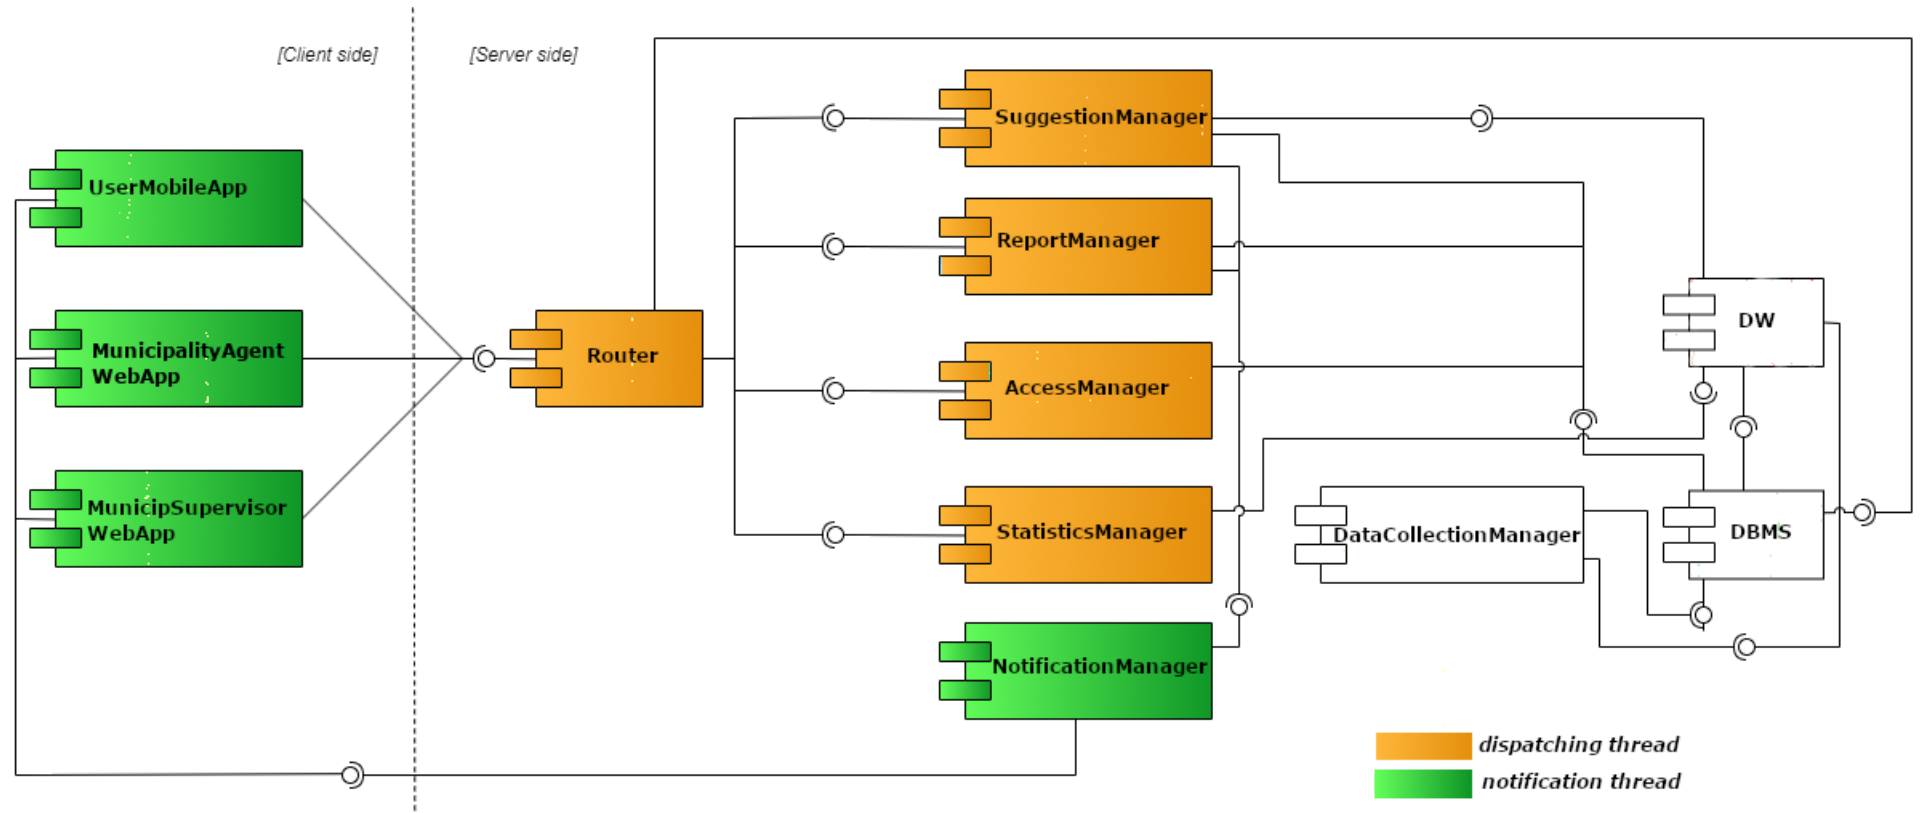 [Client side]
[Server side]
SuggestionManager
UserMobileApp
ReportManager
DW
MunicipalityAgent
WebApp
Router
AccessManager
MunicipSupervisor
WebApp
StatisticsManager
DataCollectionManager
DBMS
NotificationManager
dispatching thread
notification thread